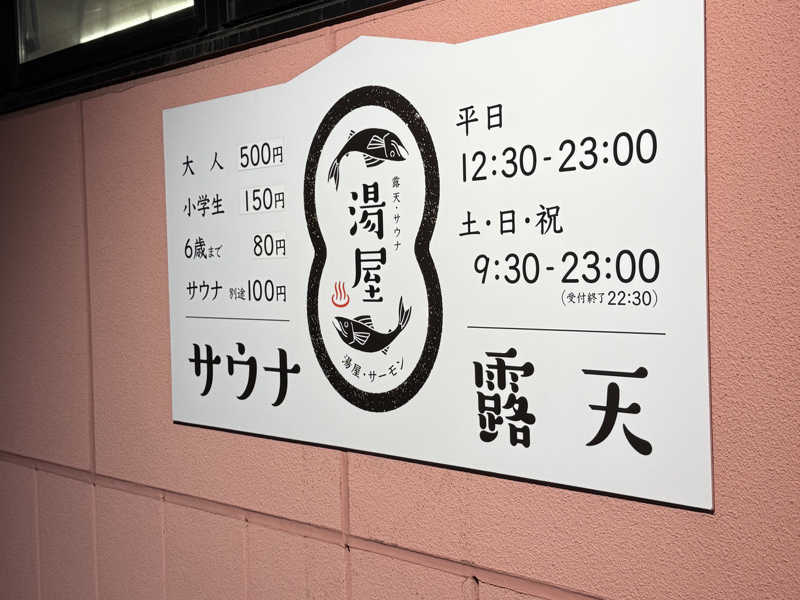 大人 500円
小学生 150円
6歳まで 80円
サウナ 別途100円
サウナ
露天・サウナ
湯屋
湯屋・サーモン
平日
12:30-23:00
土・日・祝
9:30-23:00
(受付終了22:30)
露天